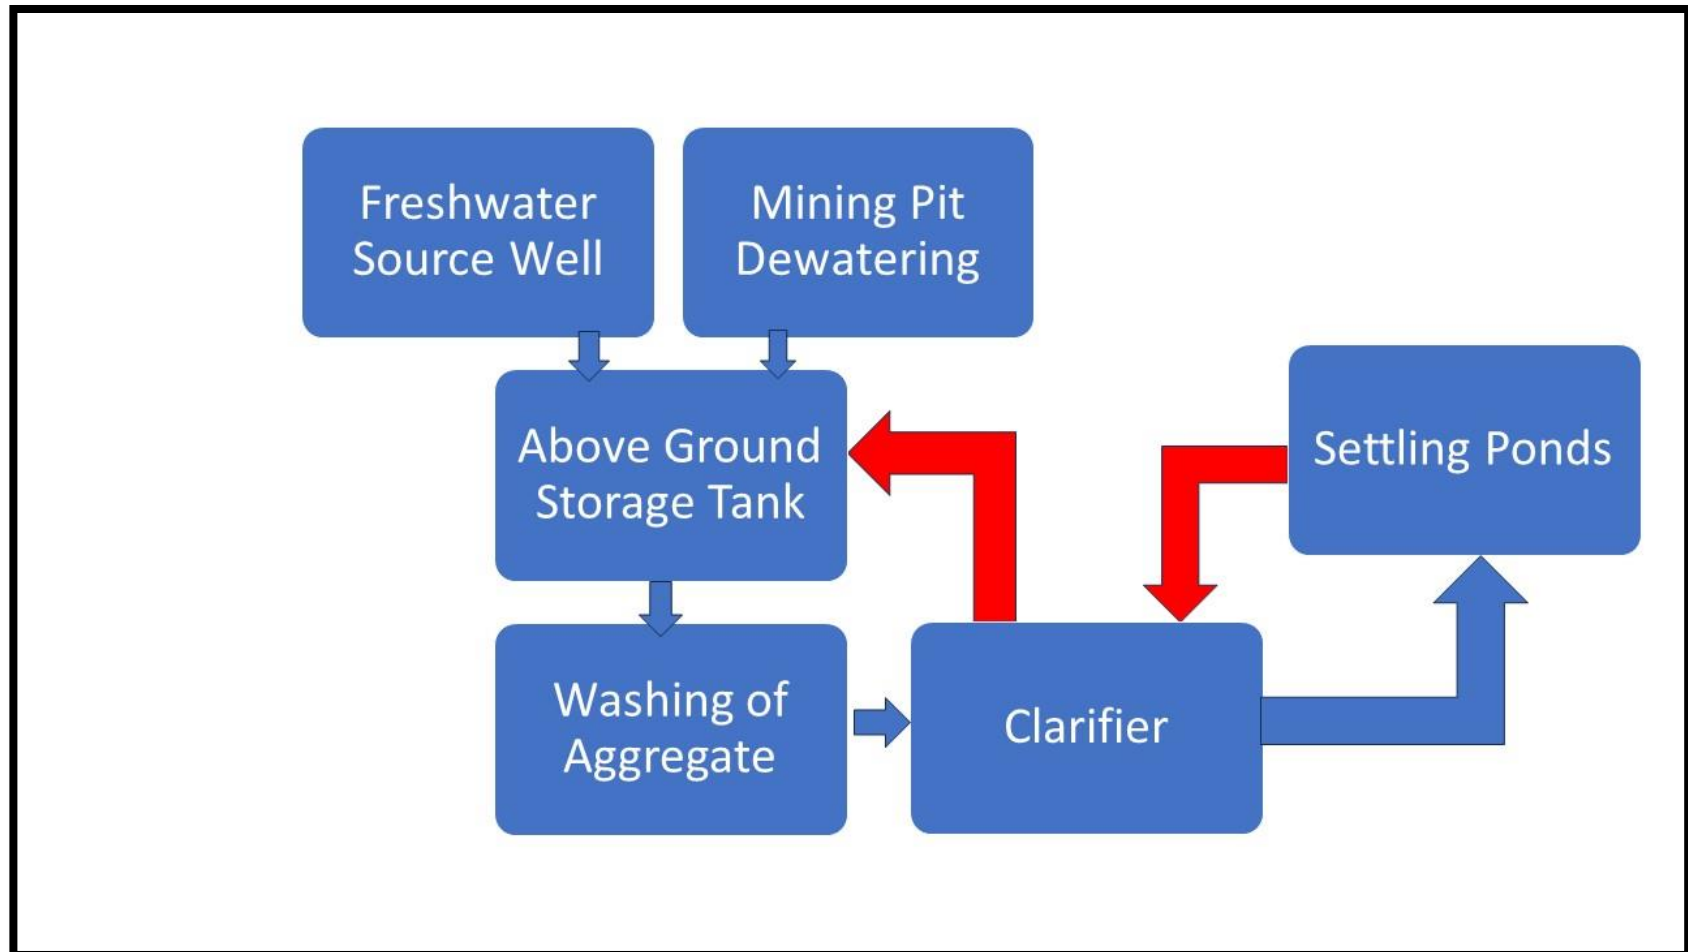 Freshwater
Source Well
Mining Pit
Dewatering
Above Ground
Storage Tank
Settling Ponds
Washing of
Aggregate
Clarifier